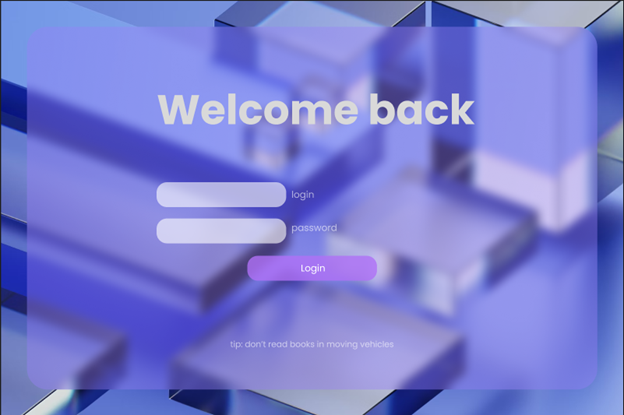 Welcome back
login
password
Login
tip: don't read books in moving vehicles